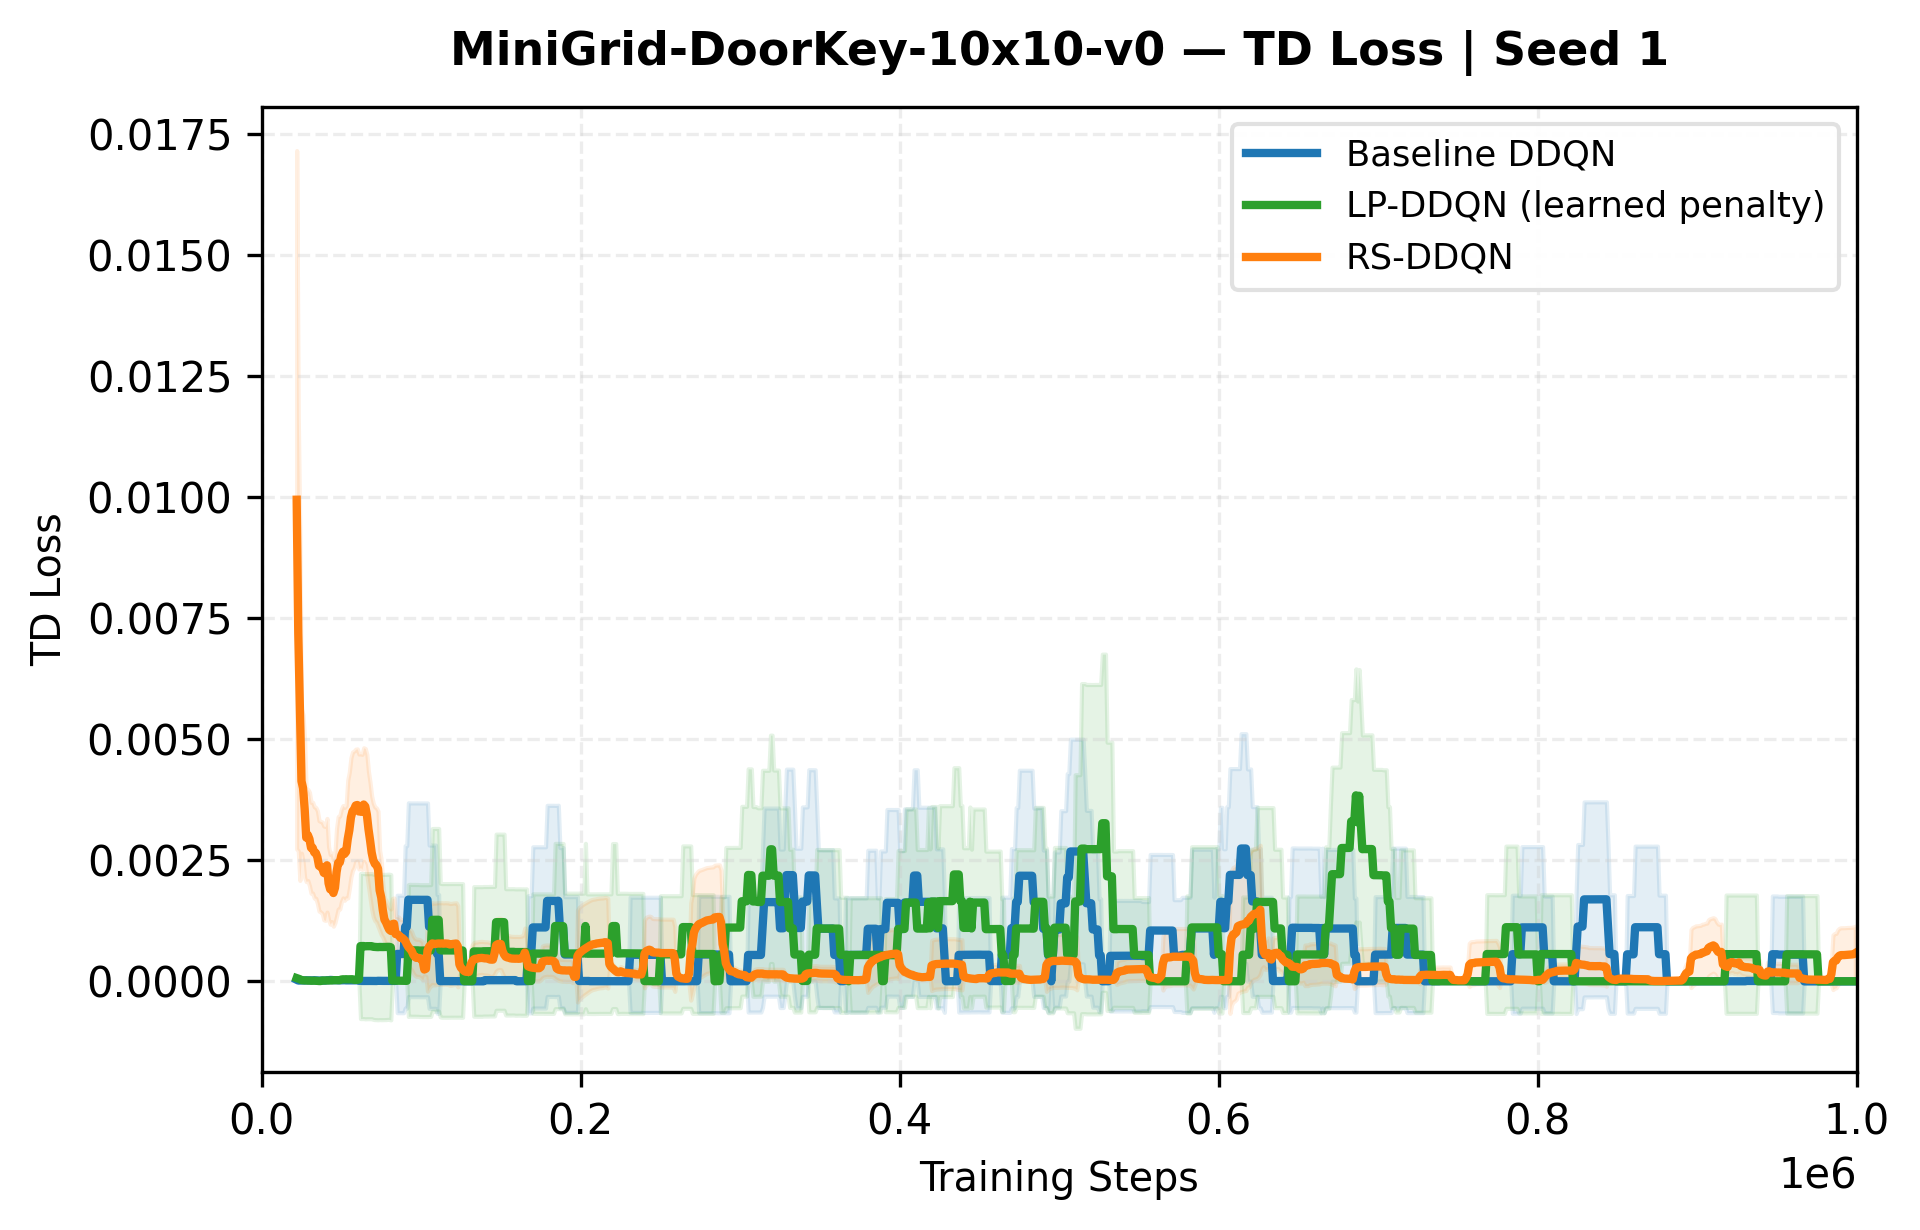 MiniGrid-DoorKey-10x10-v0 — TD Loss | Seed 1
Baseline DDQN
LP-DDQN (learned penalty)
RS-DDQN
TD Loss
0.0175
0.0150
0.0125
0.0100
0.0075
0.0050
0.0025
0.0000
0.0 0.2 0.4 0.6 0.8 1.0
1e6
Training Steps